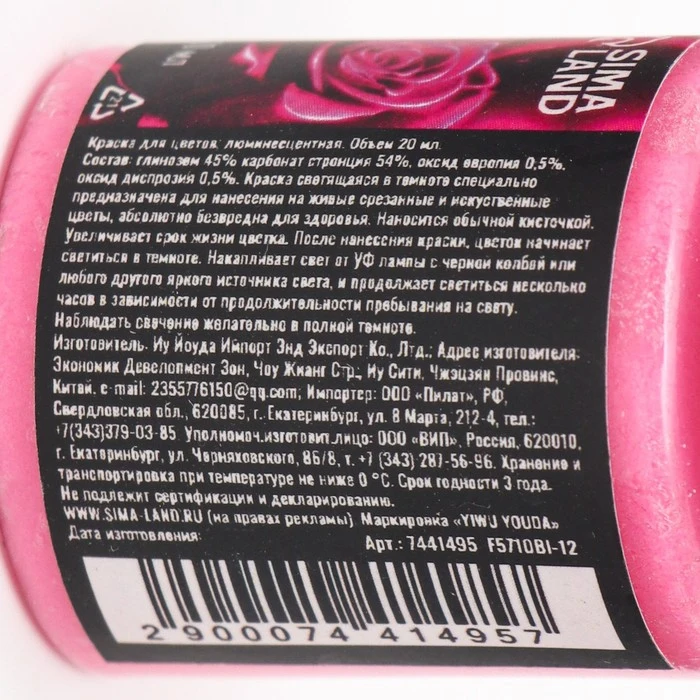 SIMA
LAND
20 мл
21
Краска для цветов люминесцентная. Объем 20 мл.
Состав: глинозем 45% карбонат стронция 54%, оксид европия 0,5%,
оксид диспрозия 0,5%. Краска светящаяся в темноте специально
предназначена для нанесения на живые срезанные и искуственные
цветы, абсолютно безвредна для здоровья. Наносится обычной кисточкой.
Увеличивает срок жизни цветка. После нанесения краски, цветок начинает
светиться в темноте. Накапливает свет от УФ лампы с черной колбой или
любого другого яркого источника света, и продолжает светиться несколько
часов в зависимости от продолжительности пребывания на свету.
Наблюдать свечение желательно в полной темноте.
Изготовитель: Иу Йоуда Импорт Энд Экспорт Ко., Лтд.; Адрес изготовителя:
Экономик Девелопмент Зон, Чоу Жианг Стр., Иу Сити, Чжэцзян Провинс,
Китай. e-mail: 2355776150@qq.com; Импортер: ООО «Пилат», РФ,
Свердловская обл., 620085, г. Екатеринбург, ул. 8 Марта, 212-4, тел.:
+7(343)379-03-85 Уполномоч.изготовит.лицо: ООО «ВИП», Россия, 620010,
г. Екатеринбург, ул. Черняховского, 86/8, т. +7 (343) 287-56-96. Хранение и
транспортировка при температуре не ниже 0 °С. Срок годности 3 года.
Не подлежит сертификации и декларированию.
WWW.SIMA-LAND.RU (на правах рекламы) Маркировка «YIWU YOUDA»
Дата изготовления:
Арт.: 7441495 F5710BI-12
2 900074 414957